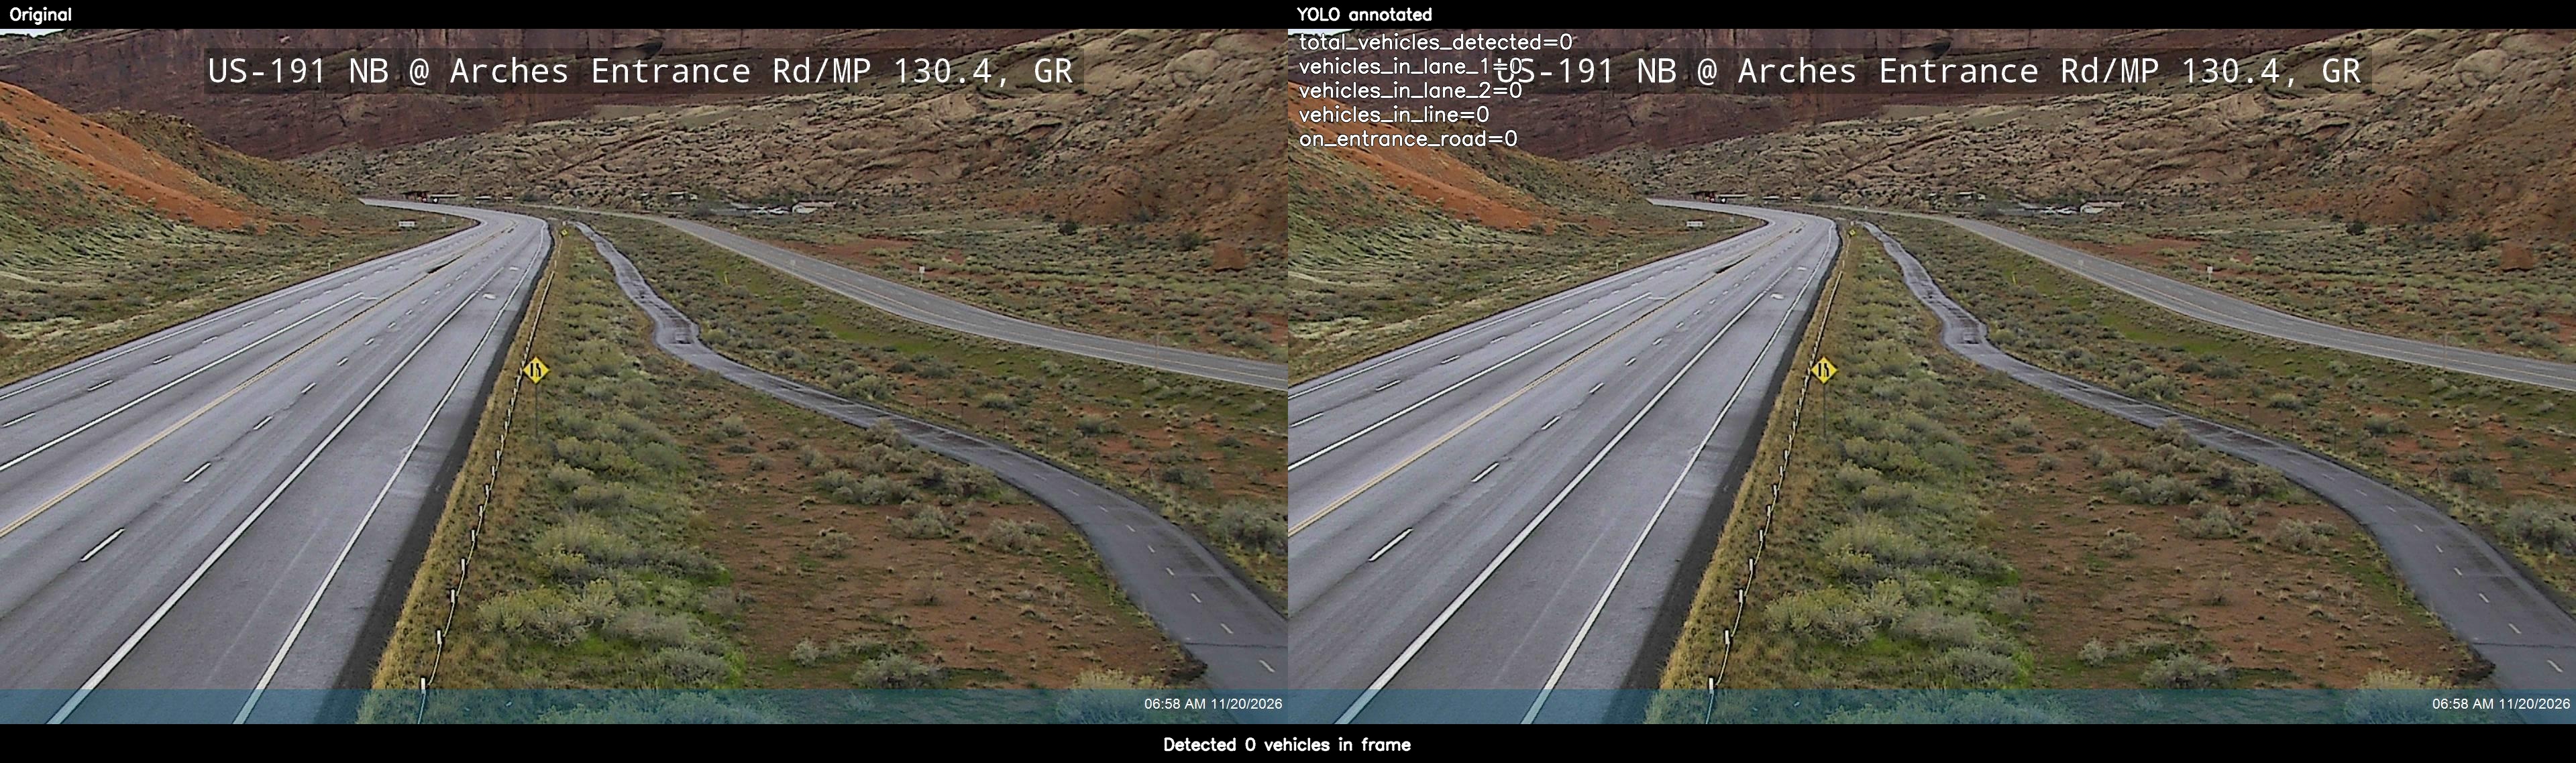 Original
US-191 NB @ Arches Entrance Rd/MP 130.4, GR
06:58 AM 11/20/2026
YOLO annotated
total_vehicles_detected=0
vehicles_in_lane_1=0
US-191 NB @ Arches Entrance Rd/MP 130.4, GR
vehicles_in_lane_2=0
vehicles_in_line=0
on_entrance_road=0
06:58 AM 11/20/2026
Detected 0 vehicles in frame